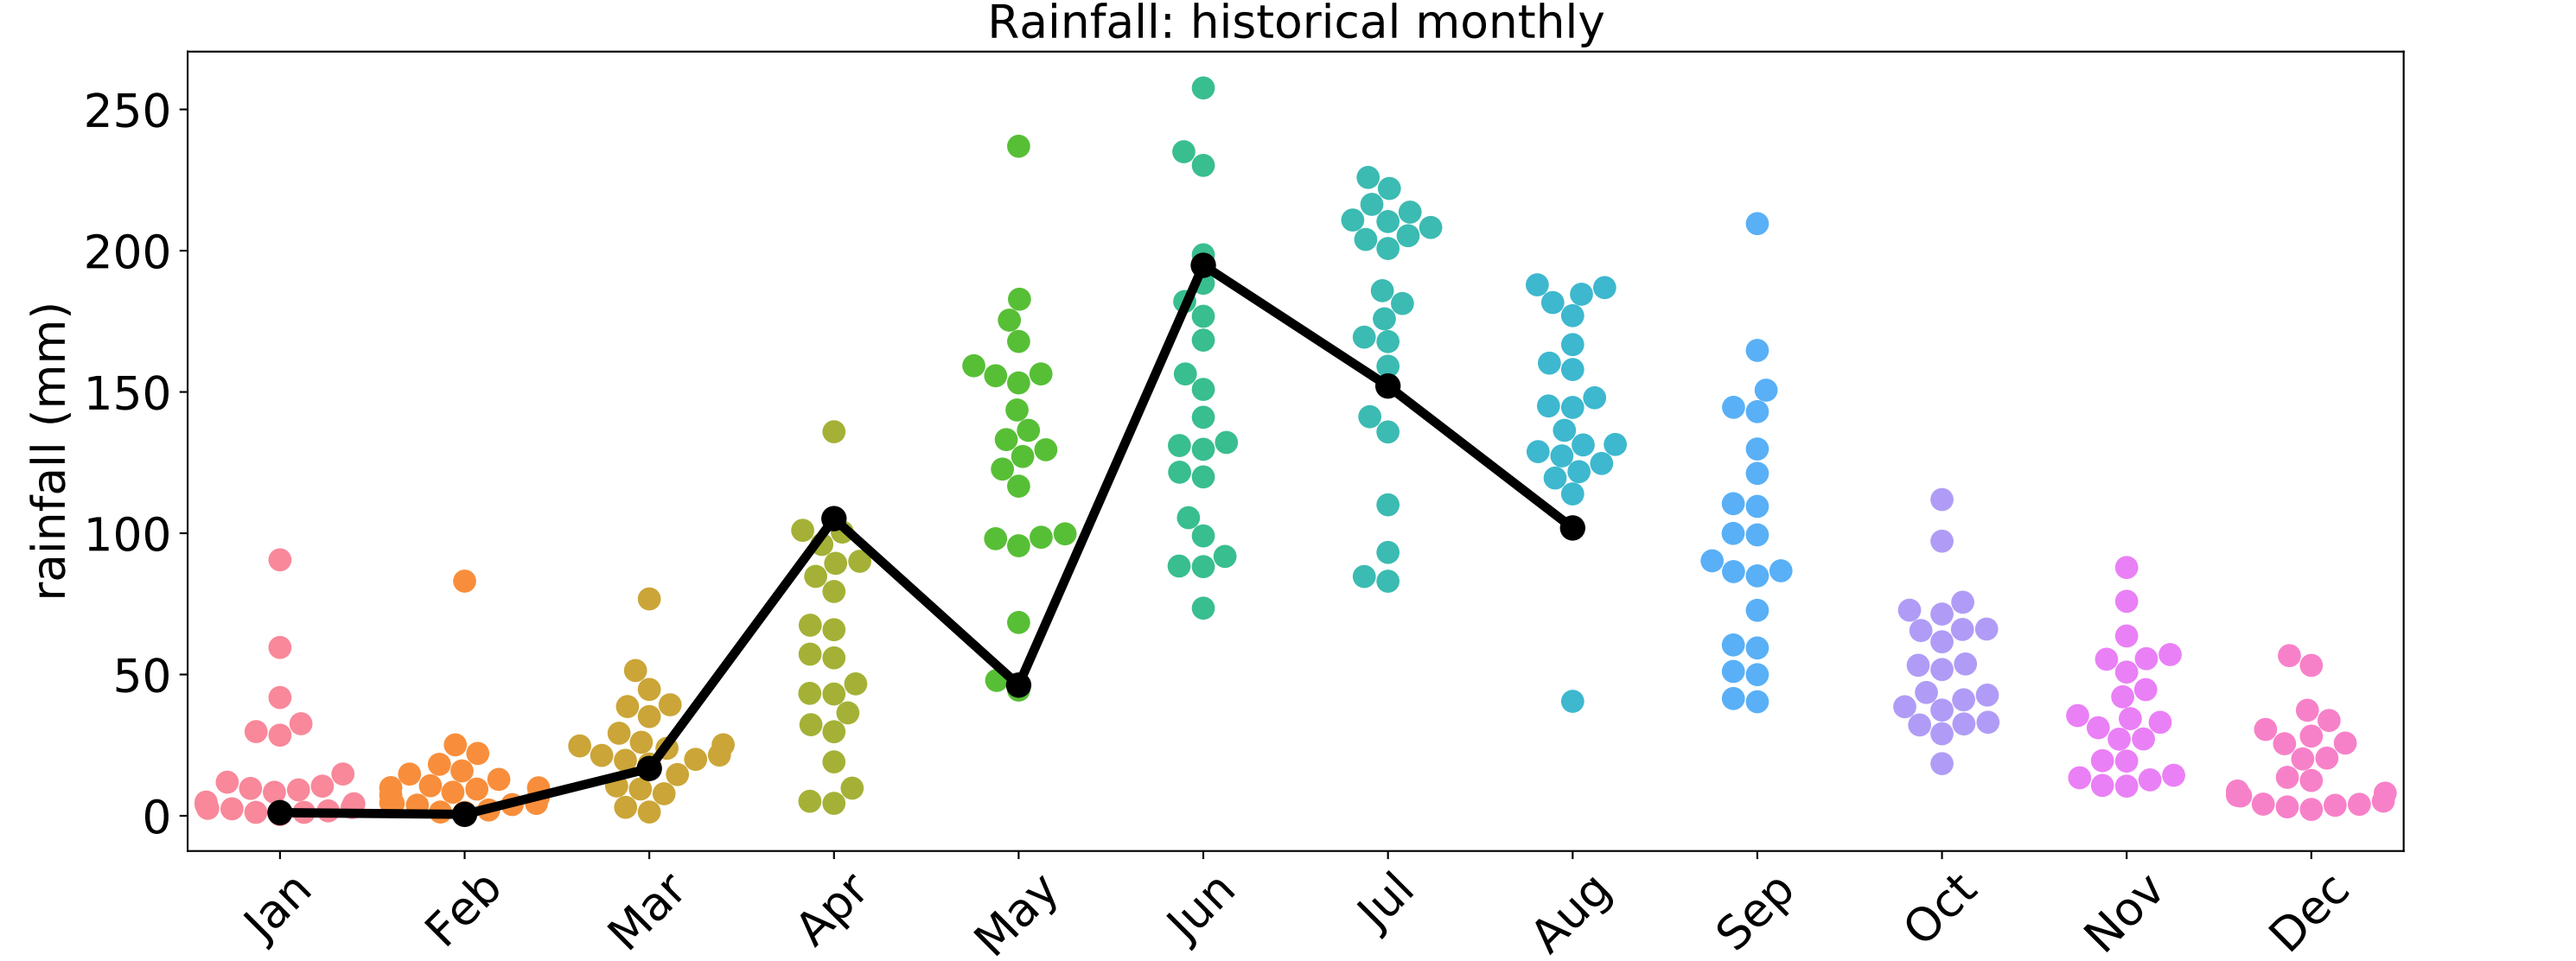 Rainfall: historical monthly
rainfall (mm)
250
200
150
100
50
0
Jan
Feb
Mar
Apr
May
Jun
Jul
Aug
Sep
Oct
Nov
Dec